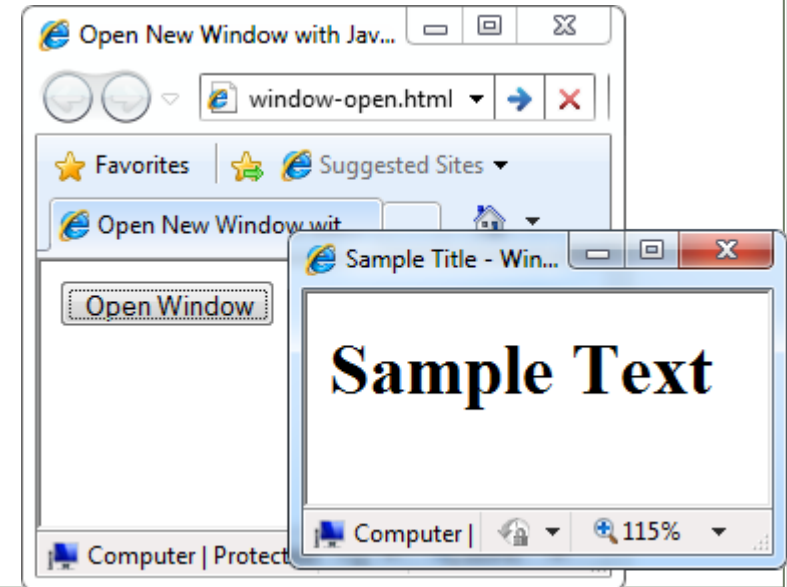 Open New Window with Jav...
window-open.html
Favorites
Suggested Sites
Open New Window wit
Open Window
Computer | Protect
Sample Title - Win...
Sample Text
Computer |
115%